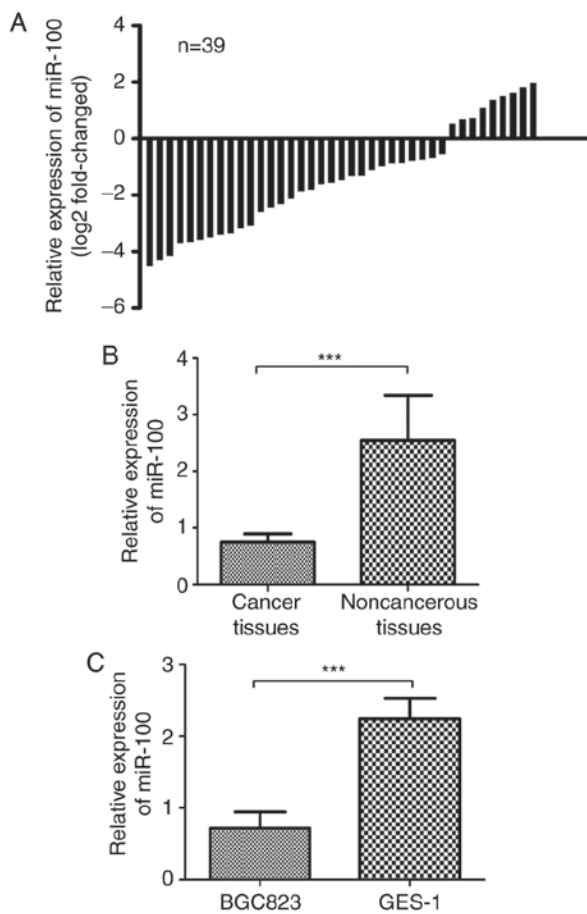 A
Relative expression of miR-100
(log2 fold-changed)
4
2
0
−2
−4
−6
n=39
B
Relative expression
of miR-100
4
3
2
1
0
***
Cancer
tissues
Noncancerous
tissues
C
Relative expression
of miR-100
3
2
1
0
***
BGC823
GES-1